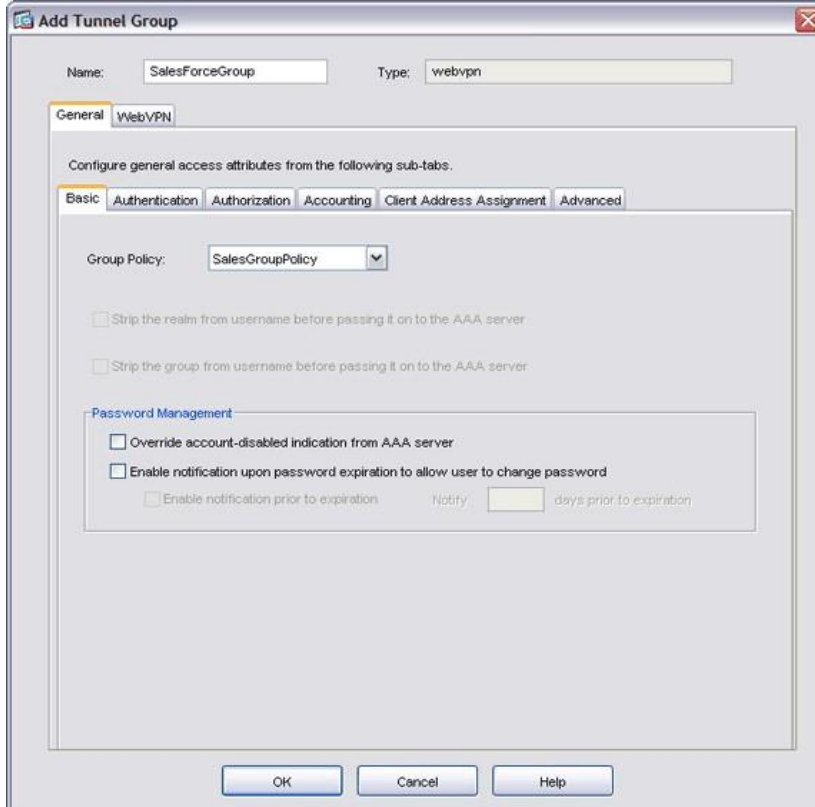 Add Tunnel Group
Name: SalesForceGroup Type: webvpn
General WebVPN
Configure general access attributes from the following sub-tabs.
Basic Authentication Authorization Accounting Client Address Assignment Advanced
Group Policy: SalesGroupPolicy
Strip the realm from username before passing it on to the AAA server
Strip the group from username before passing it on to the AAA server
Password Management
Override account-disabled indication from AAA server
Enable notification upon password expiration to allow user to change password
Enable notification prior to expiration Notify days prior to expiration
OK Cancel Help